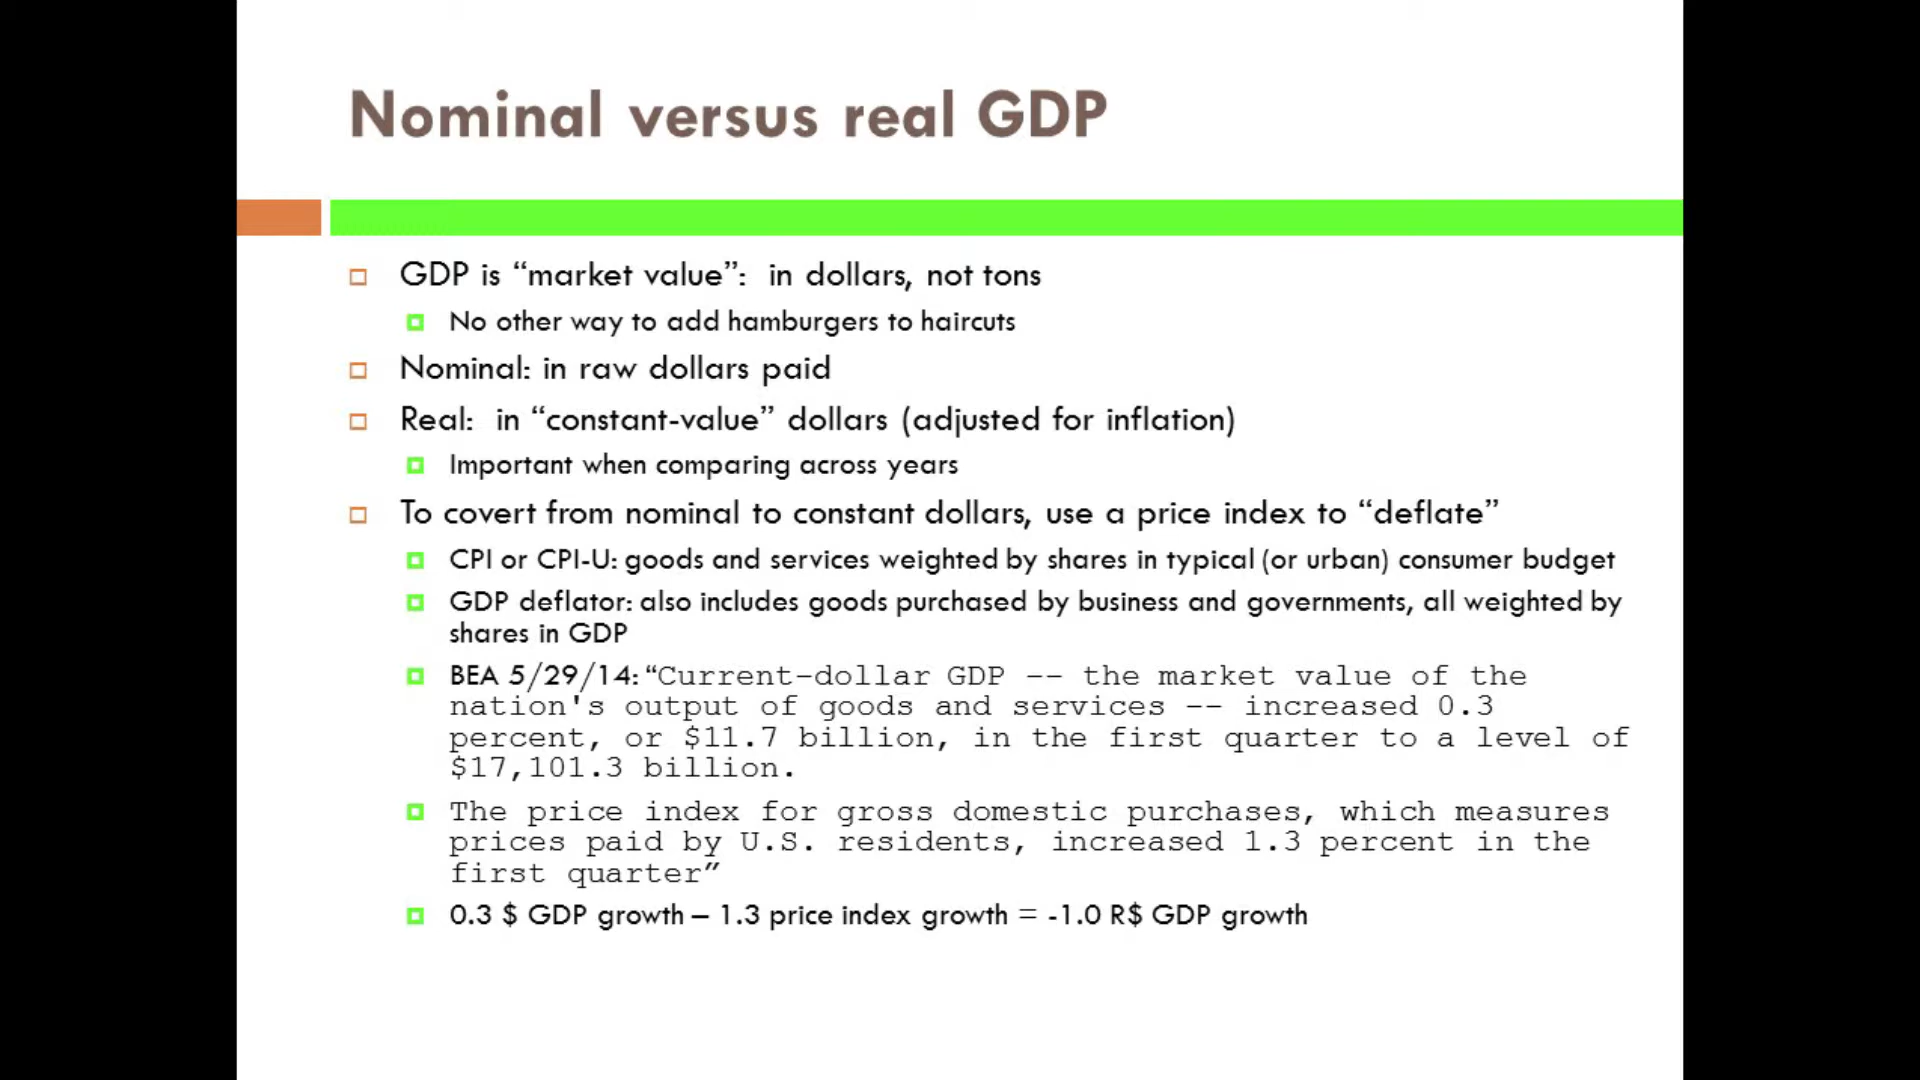 Nominal versus real GDP
GDP is “market value”:  in dollars, not tons
No other way to add hamburgers to haircuts
Nominal: in raw dollars paid
Real:  in “constant-value” dollars (adjusted for inflation)
Important when comparing across years
To covert from nominal to constant dollars, use a price index to “deflate”
CPI or CPI-U: goods and services weighted by shares in typical (or urban) consumer budget
GDP deflator: also includes goods purchased by business and governments, all weighted by
shares in GDP
BEA 5/29/14: “Current-dollar GDP -- the market value of the
nation's output of goods and services -- increased 0.3
percent, or $11.7 billion, in the first quarter to a level of
$17,101.3 billion.
The price index for gross domestic purchases, which measures
prices paid by U.S. residents, increased 1.3 percent in the
first quarter”
0.3 $ GDP growth – 1.3 price index growth = -1.0 R$ GDP growth